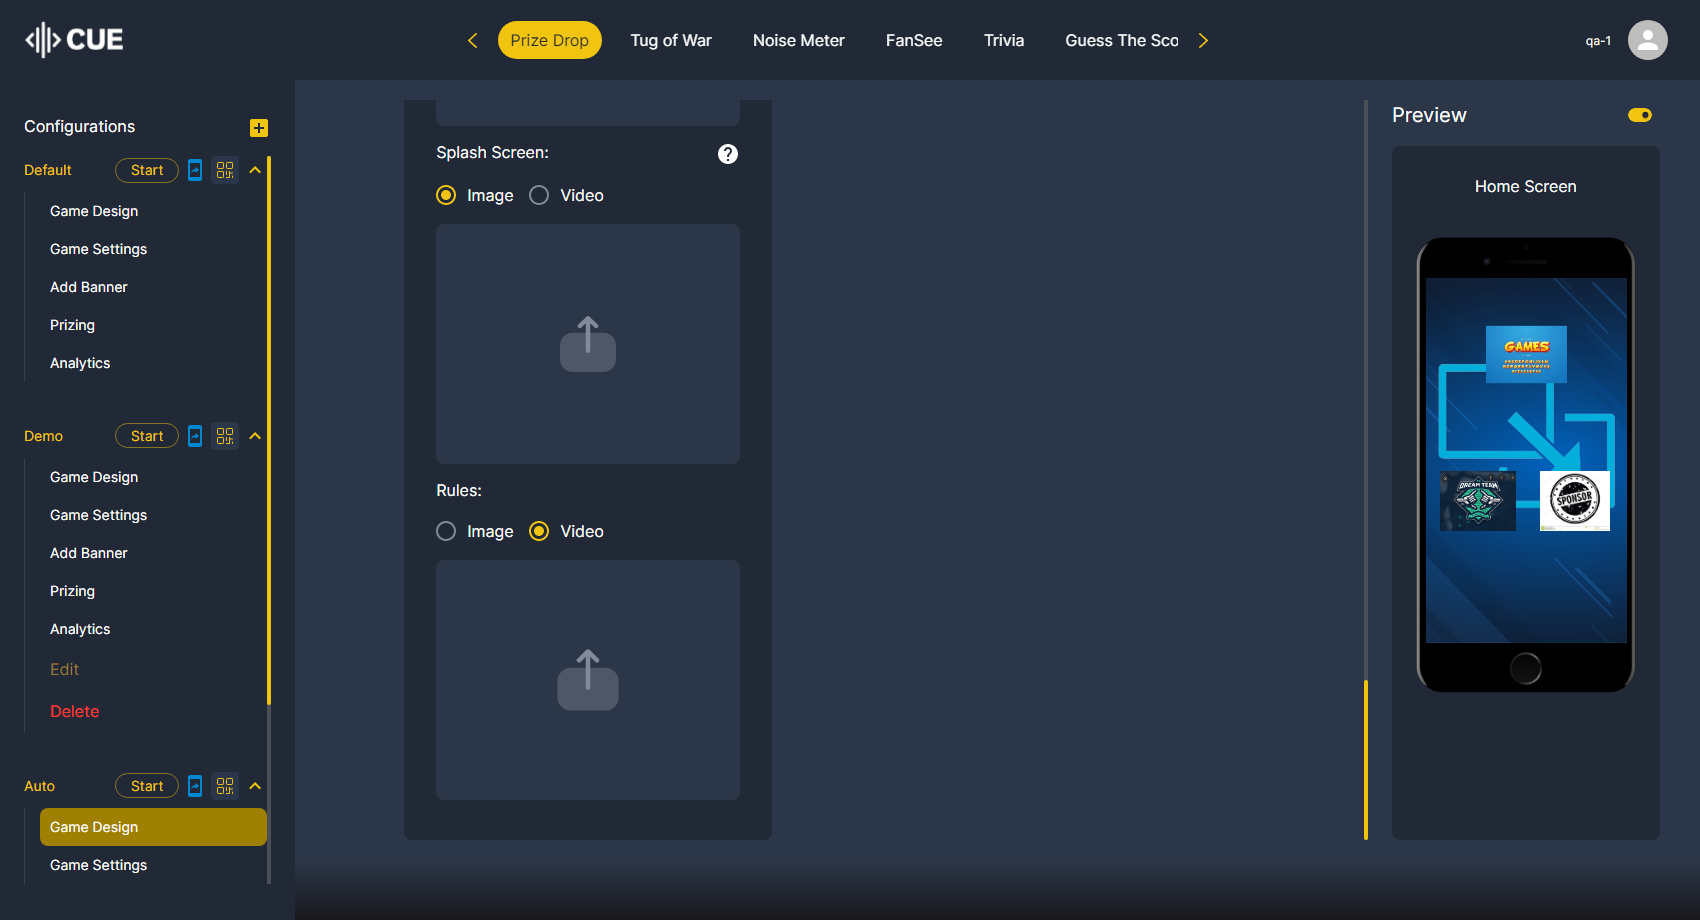 CUE
Prize Drop
Tug of War
Noise Meter
FanSee
Trivia
Guess The Sco
qa-1
Configurations
Default
Start
Game Design
Game Settings
Add Banner
Prizing
Analytics
Demo
Start
Game Design
Game Settings
Add Banner
Prizing
Analytics
Edit
Delete
Auto
Start
Game Design
Game Settings
Splash Screen:
?
Image
Video
Rules:
Image
Video
Preview
Home Screen
GAMES
DREAM TEAM
SPONSOR